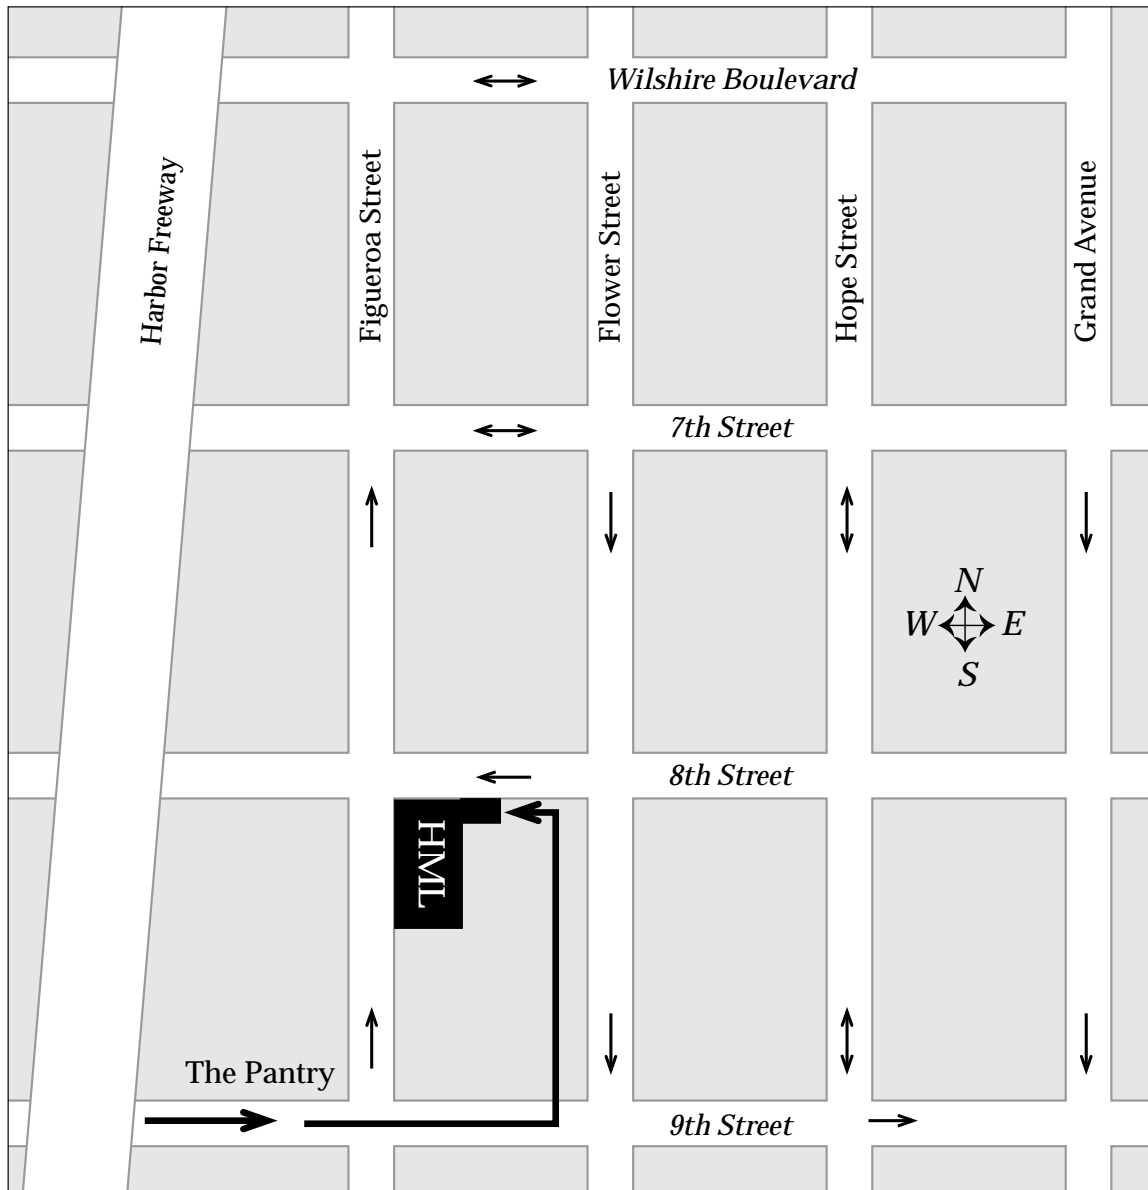 Wilshire Boulevard
Harbor Freeway
Figueroa Street
Flower Street
Hope Street
Grand Avenue
7th Street
N
W E
S
8th Street
HML
The Pantry
9th Street